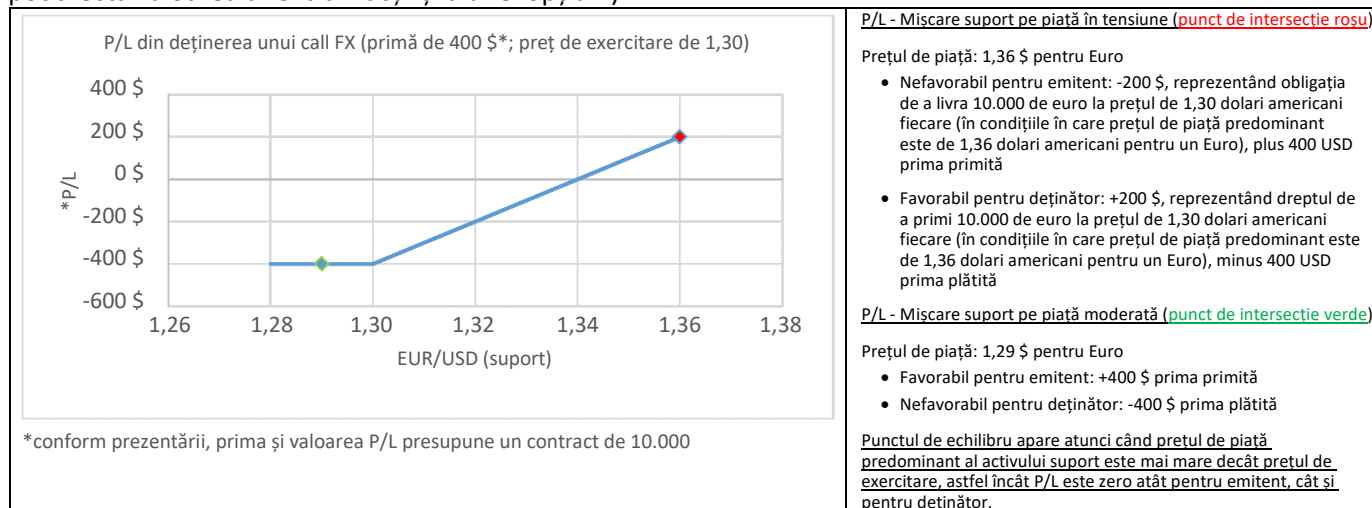 P/L din deținerea unui call FX (primă de 400 $*; preț de exercitare de 1,30)
400 $
200 $
0 $
-200 $
-400 $
-600 $
*P/L
1,26 1,28 1,30 1,32 1,34 1,36 1,38
EUR/USD (suport)
*conform prezentării, prima și valoarea P/L presupune un contract de 10.000
P/L - Mișcare suport pe piață în tensiune (punct de intersecție roșu)
Prețul de piață: 1,36 $ pentru Euro
• Nefavorabil pentru emitent: -200 $, reprezentând obligația
de a livra 10.000 de euro la prețul de 1,30 dolari americani
fiecare (în condițiile în care prețul de piață predominant
este de 1,36 dolari americani pentru un Euro), plus 400 USD
prima primită
• Favorabil pentru deținător: +200 $, reprezentând dreptul de
a primi 10.000 de euro la prețul de 1,30 dolari americani
fiecare (în condițiile în care prețul de piață predominant este
de 1,36 dolari americani pentru un Euro), minus 400 USD
prima plătită
P/L - Mișcare suport pe piață moderată (punct de intersecție verde)
Prețul de piață: 1,29 $ pentru Euro
• Favorabil pentru emitent: +400 $ prima primită
• Nefavorabil pentru deținător: -400 $ prima plătită
Punctul de echilibru apare atunci când prețul de piață
predominant al activului suport este mai mare decât prețul de
exercitare, astfel încât P/L este zero atât pentru emitent, cât și
pentru deținător.